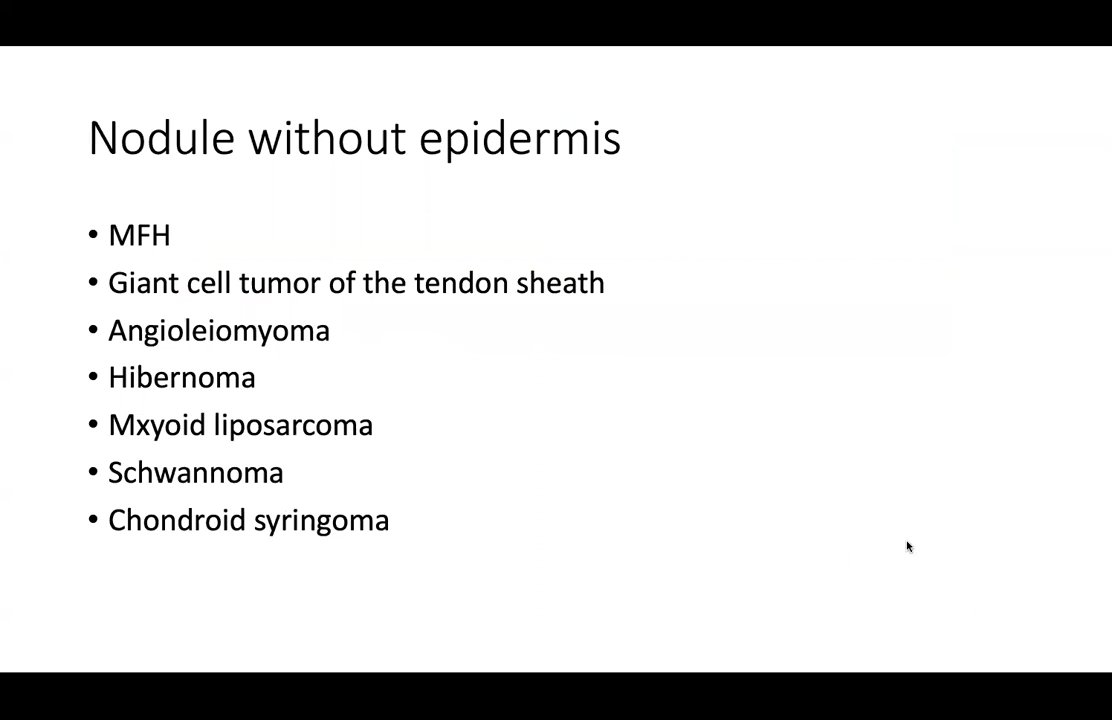 Nodule without epidermis
• MFH
• Giant cell tumor of the tendon sheath
• Angioleiomyoma
• Hibernoma
• Mxyoid liposarcoma
• Schwannoma
• Chondroid syringoma